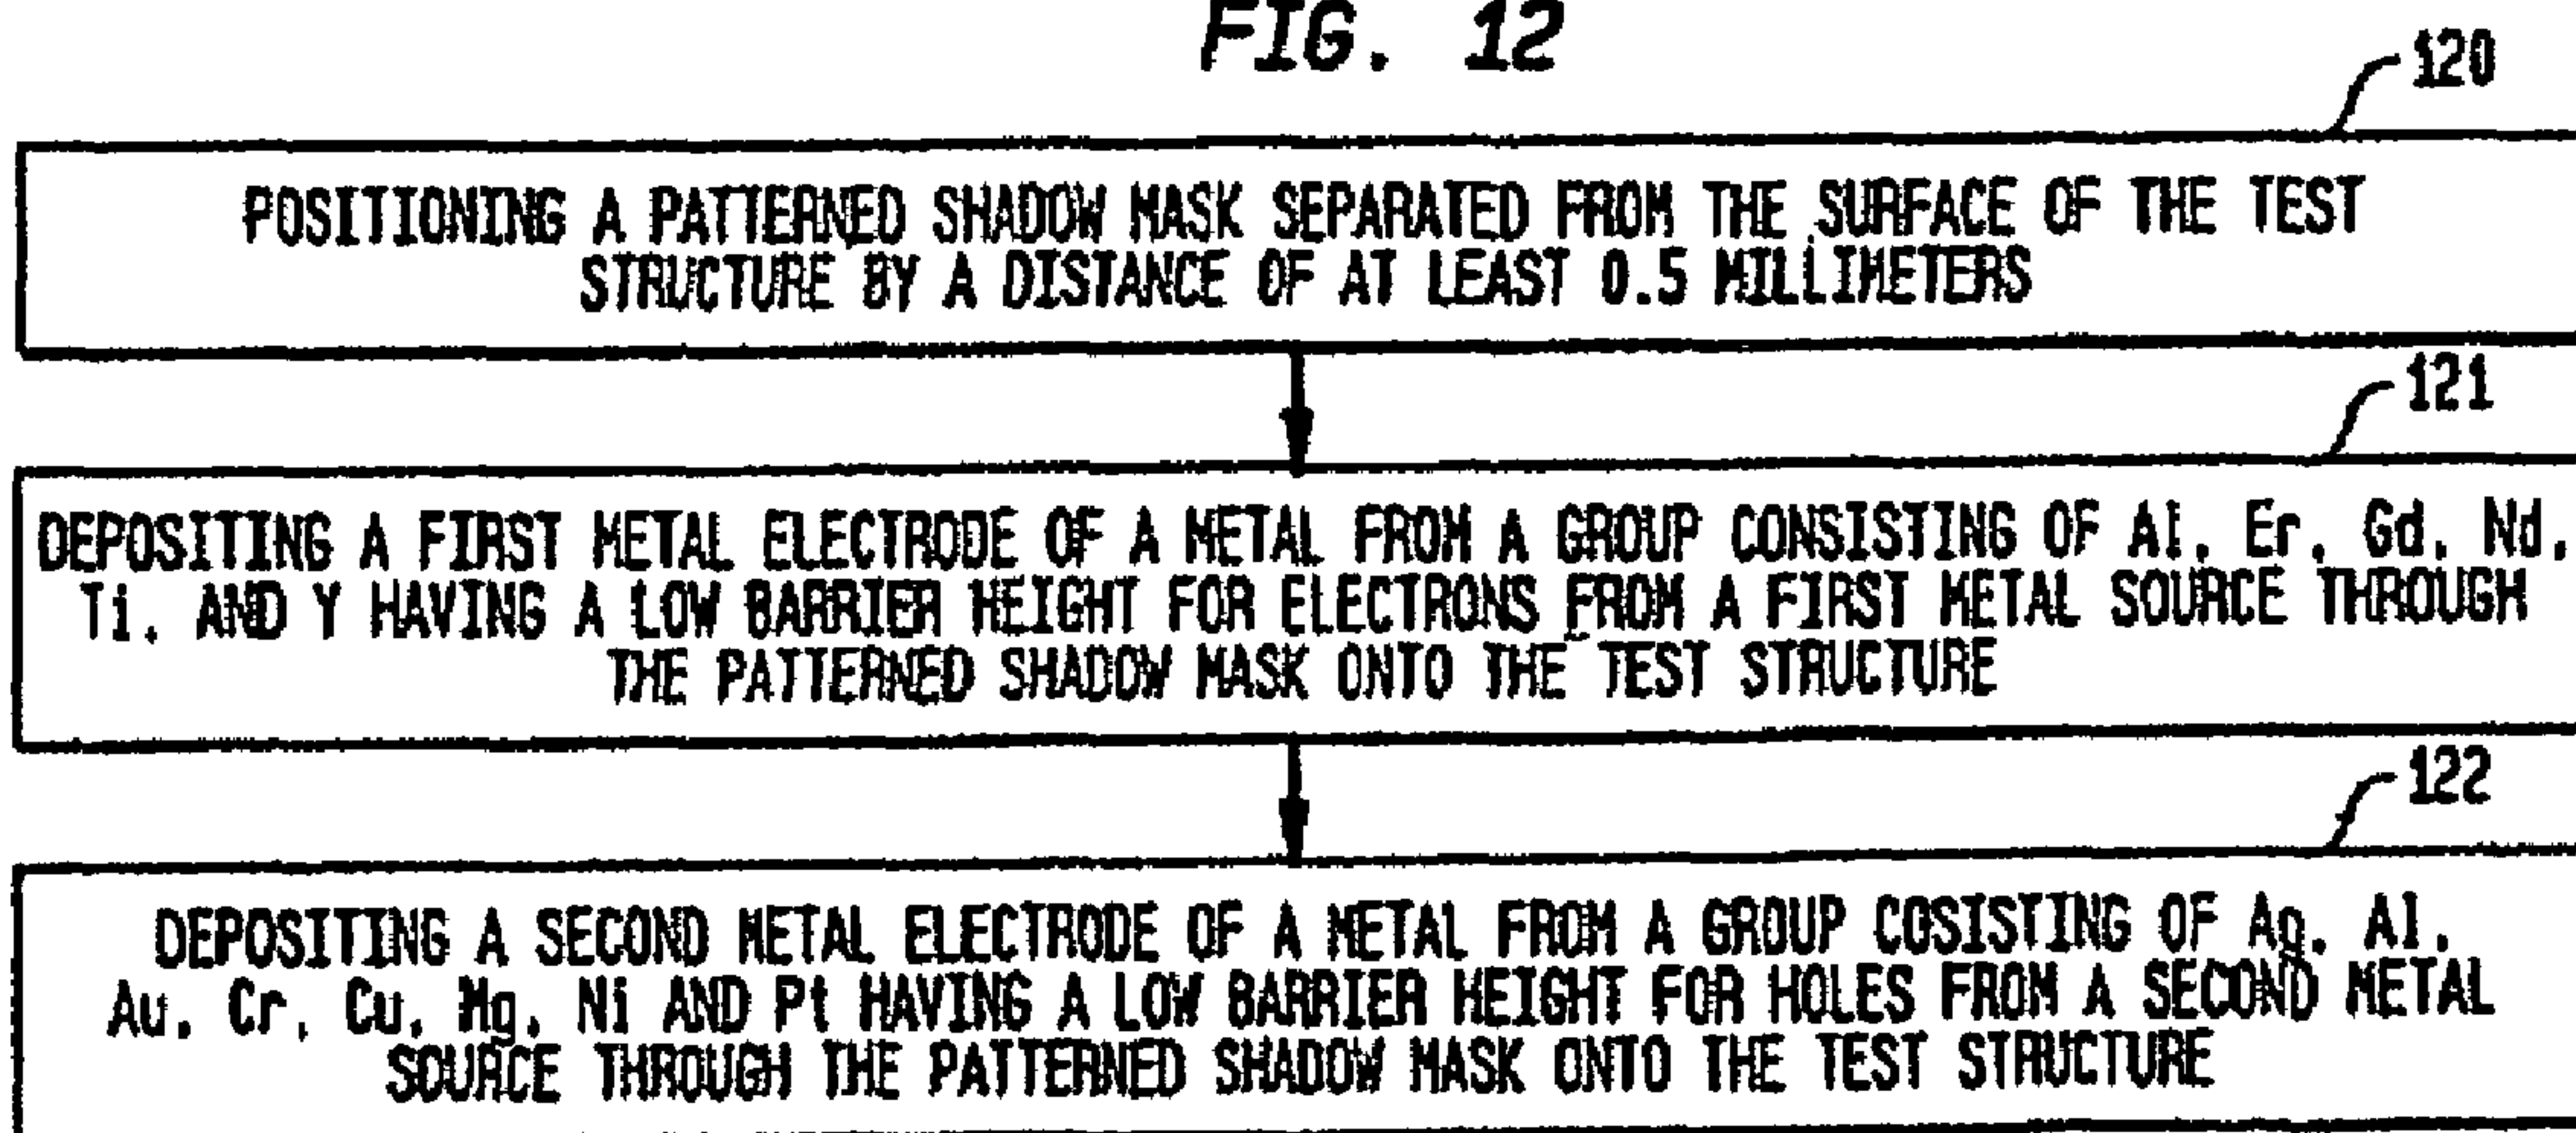 FIG. 12
120
POSITIONING A PATTERNED SHADOW MASK SEPARATED FROM THE SURFACE OF THE TEST
STRUCTURE BY A DISTANCE OF AT LEAST 0.5 MILLIMETERS
121
DEPOSITING A FIRST METAL ELECTRODE OF A METAL FROM A GROUP CONSISTING OF Al, Er, Gd, Nd,
Ti, AND Y HAVING A LOW BARRIER HEIGHT FOR ELECTRONS FROM A FIRST METAL SOURCE THROUGH
THE PATTERNED SHADOW MASK ONTO THE TEST STRUCTURE
122
DEPOSITING A SECOND METAL ELECTRODE OF A METAL FROM A GROUP COSISTING OF Ag, Al,
Au, Cr, Cu, Mg, Ni AND Pt HAVING A LOW BARRIER HEIGHT FOR HOLES FROM A SECOND METAL
SOURCE THROUGH THE PATTERNED SHADOW MASK ONTO THE TEST STRUCTURE